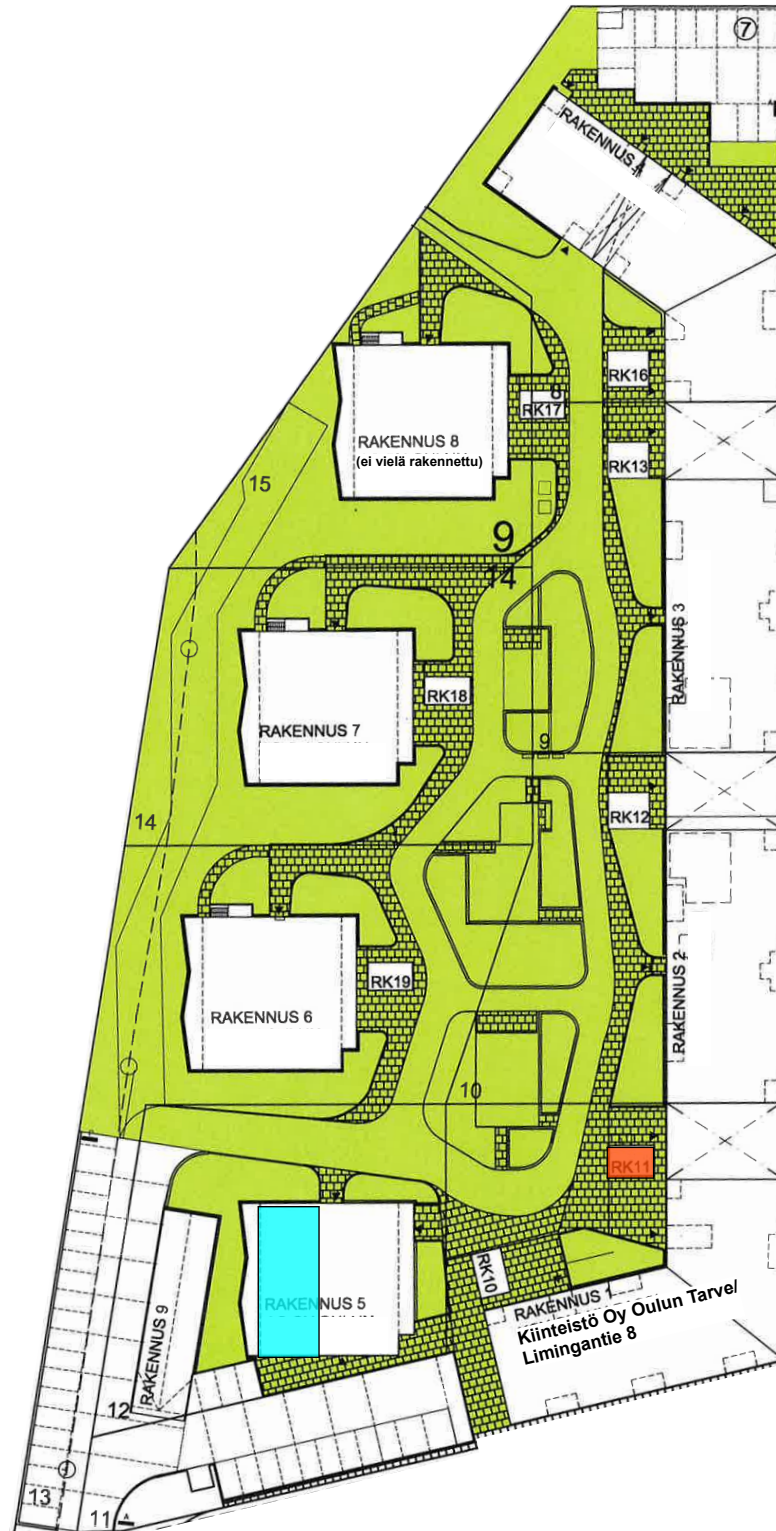 7
RAKENNUS 4
RK16
8
RK17
RAKENNUS 8
(ei vielä rakennettu)
RK13
15
9
14
RAKENNUS 3
RK18
RAKENNUS 7
9
14
RK12
RAKENNUS 2
RK19
RAKENNUS 6
10
RK11
RK10
RAKENNUS 5
RAKENNUS 9
RAKENNUS 1
Kiinteistö Oy Oulun Tarve/
Limingantie 8
12
13
11